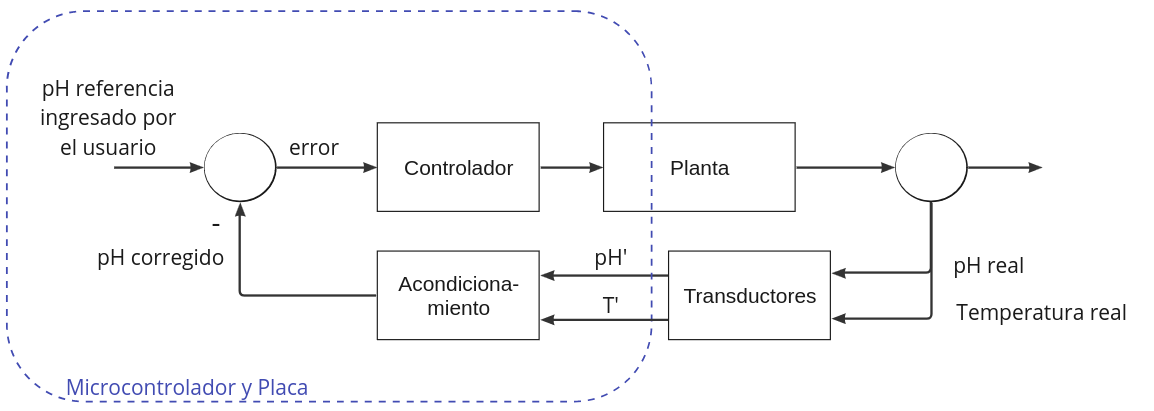 pH referencia
ingresado por
el usuario
error
Controlador
Planta
-
pH corregido
Acondiciona-
miento
pH'
T'
Transductores
pH real
Temperatura real
Microcontrolador y Placa